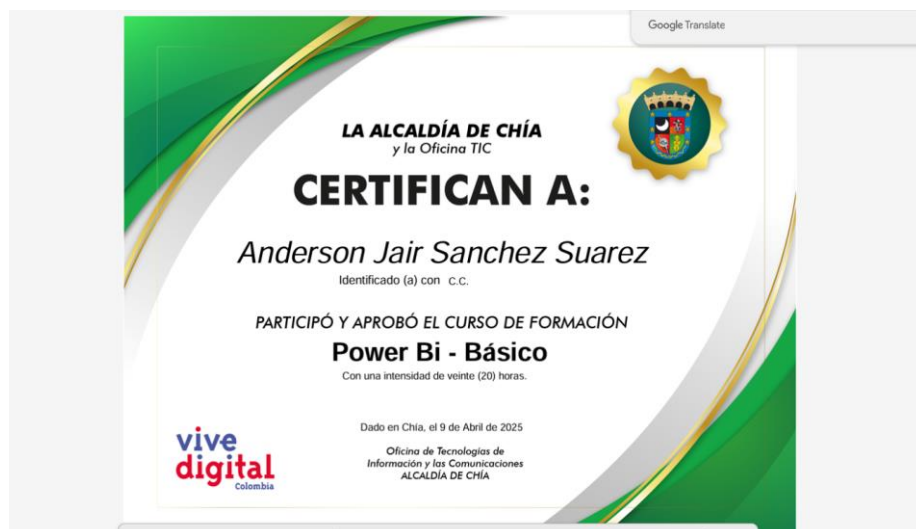 Google Translate
LA ALCALDÍA DE CHÍA
y la Oficina TIC
CERTIFICAN A:
Anderson Jair Sanchez Suarez
Identificado (a) con C.C.
PARTICIPÓ Y APROBÓ EL CURSO DE FORMACIÓN
Power Bi - Básico
Con una intensidad de veinte (20) horas.
Dado en Chía, el 9 de Abril de 2025
Oficina de Tecnologías de
Información y las Comunicaciones
ALCALDÍA DE CHÍA
vive
digital
Colombia